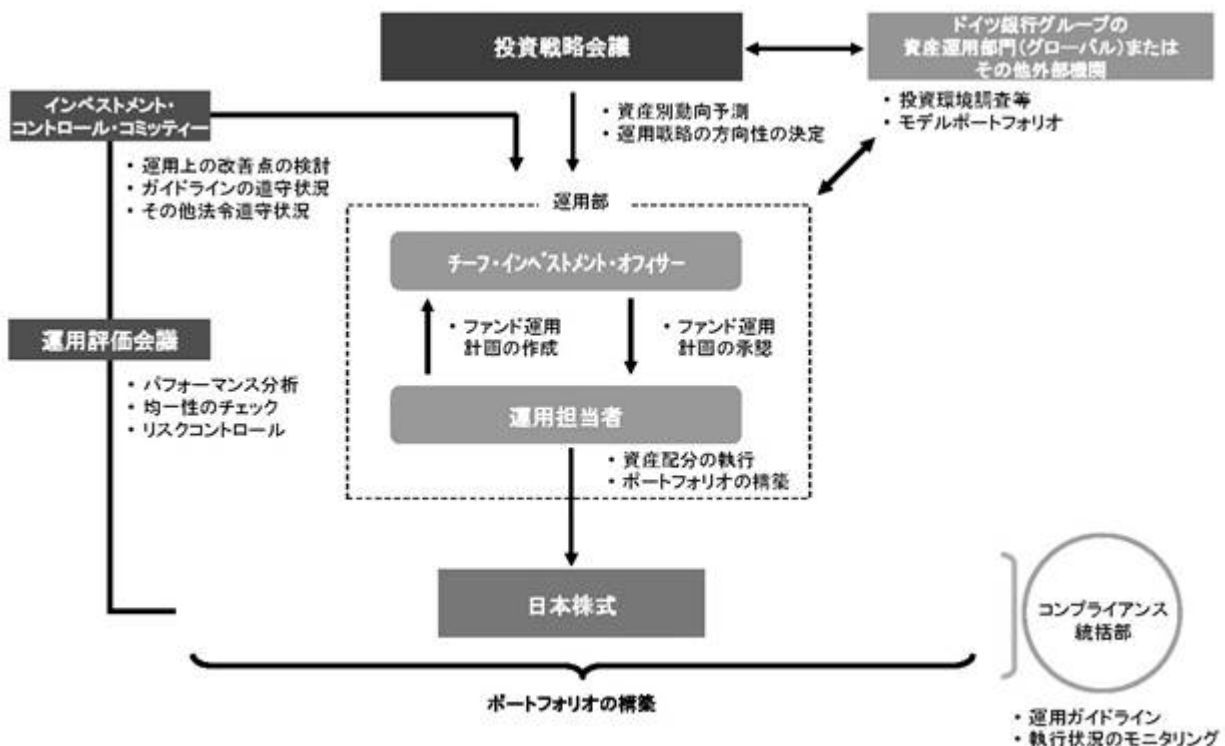 投資戦略会議
ドイツ銀行グループの
資産運用部門(グローバル)または
その他外部機関
・投資環境調査等
・モデルポートフォリオ
・資産別動向予測
・運用戦略の方向性の決定
インベストメント・
コントロール・コミッティー
・運用上の改善点の検討
・ガイドラインの遵守状況
・その他法令遵守状況
運用部
チーフ・インベストメント・オフィサー
・ファンド運用
計画の作成
・ファンド運用
計画の承認
運用評価会議
・パフォーマンス分析
・均一性のチェック
・リスクコントロール
運用担当者
・資産配分の執行
・ポートフォリオの構築
日本株式
コンプライアンス
統括部
ポートフォリオの構築
・運用ガイドライン
・執行状況のモニタリング